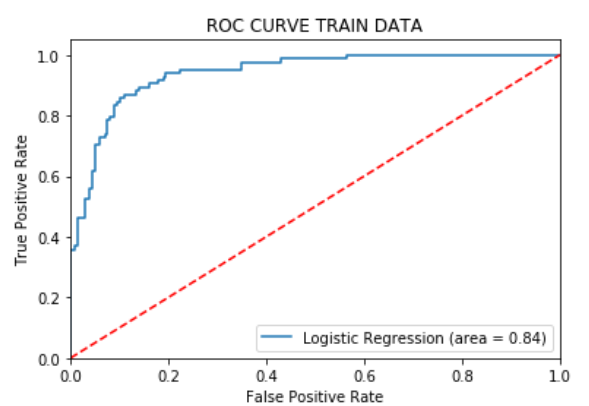 ROC CURVE TRAIN DATA
True Positive Rate
1.0
0.8
0.6
0.4
0.2
0.0
Logistic Regression (area = 0.84)
0.0 0.2 0.4 0.6 0.8 1.0
False Positive Rate